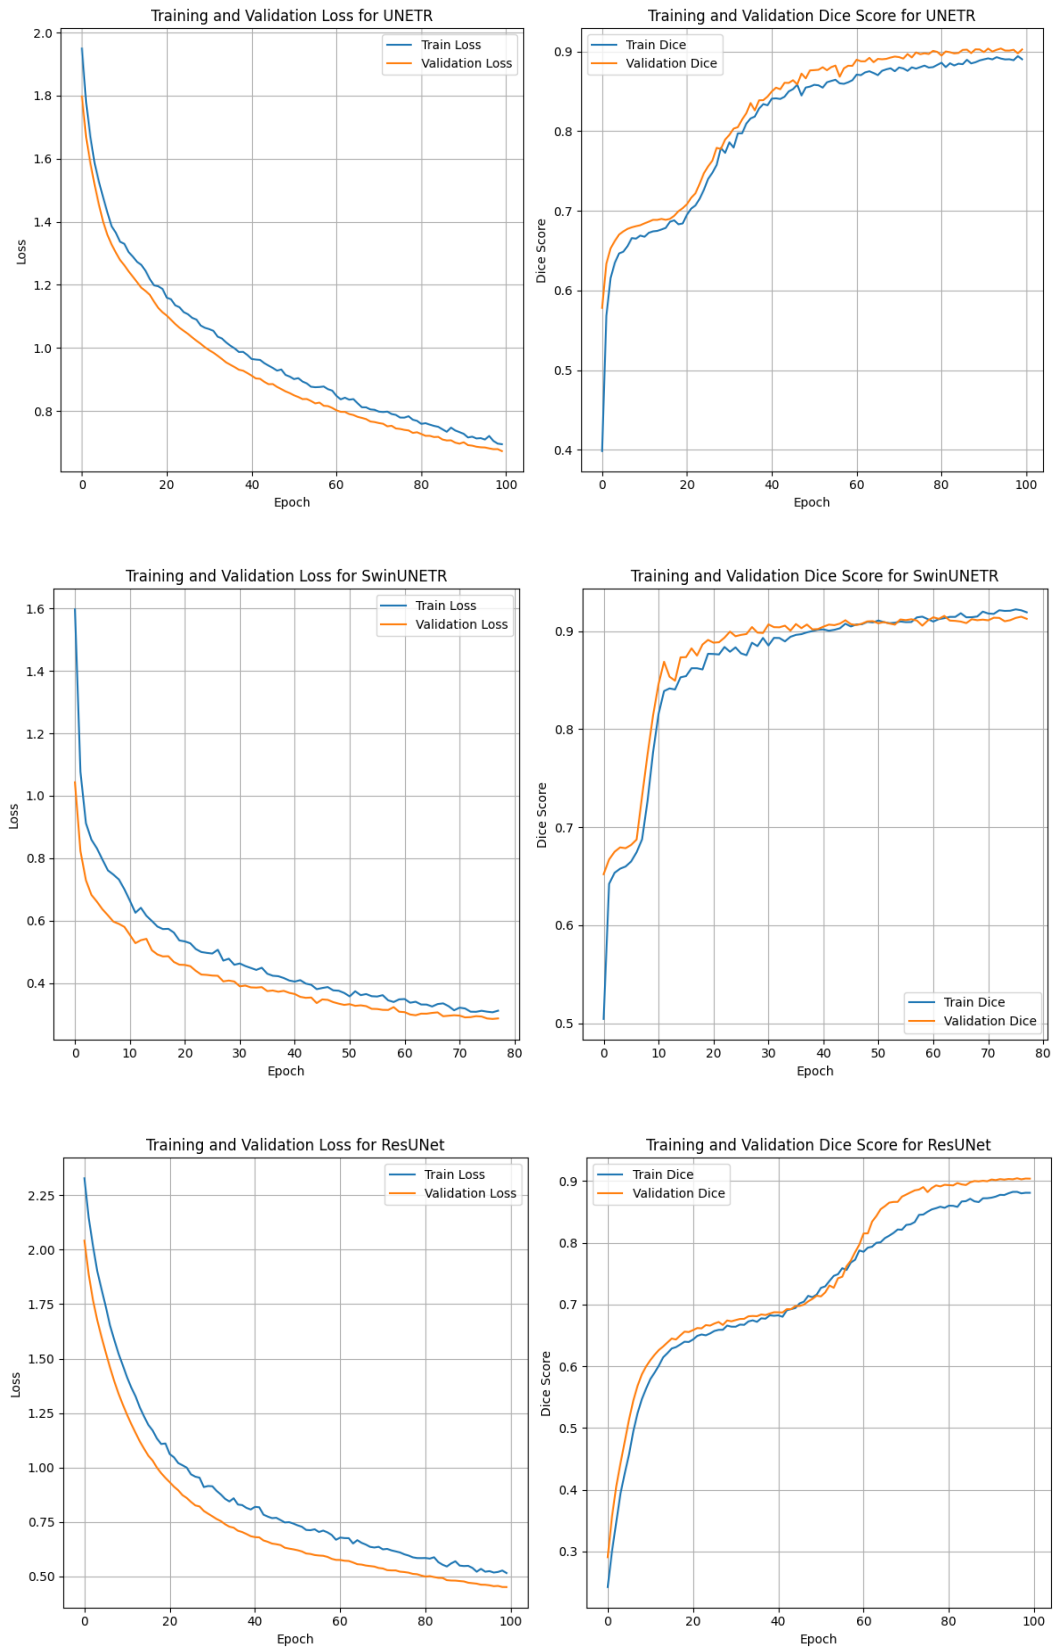 Training and Validation Loss for UNETR
2.0
1.8
1.6
1.4
1.2
1.0
0.8
Loss
Train Loss
Validation Loss
0 20 40 60 80 100
Epoch
Training and Validation Dice Score for UNETR
0.9
0.8
0.7
0.6
0.5
0.4
Dice Score
Train Dice
Validation Dice
0 20 40 60 80 100
Epoch
Training and Validation Loss for SwinUNETR
1.6
1.4
1.2
1.0
0.8
0.6
0.4
Loss
Train Loss
Validation Loss
0 10 20 30 40 50 60 70 80
Epoch
Training and Validation Dice Score for SwinUNETR
0.9
0.8
0.7
0.6
0.5
Dice Score
Train Dice
Validation Dice
0 10 20 30 40 50 60 70 80
Epoch
Training and Validation Loss for ResUNet
2.25
2.00
1.75
1.50
1.25
1.00
0.75
0.50
Loss
Train Loss
Validation Loss
0 20 40 60 80 100
Epoch
Training and Validation Dice Score for ResUNet
0.9
0.8
0.7
0.6
0.5
0.4
0.3
Dice Score
Train Dice
Validation Dice
0 20 40 60 80 100
Epoch